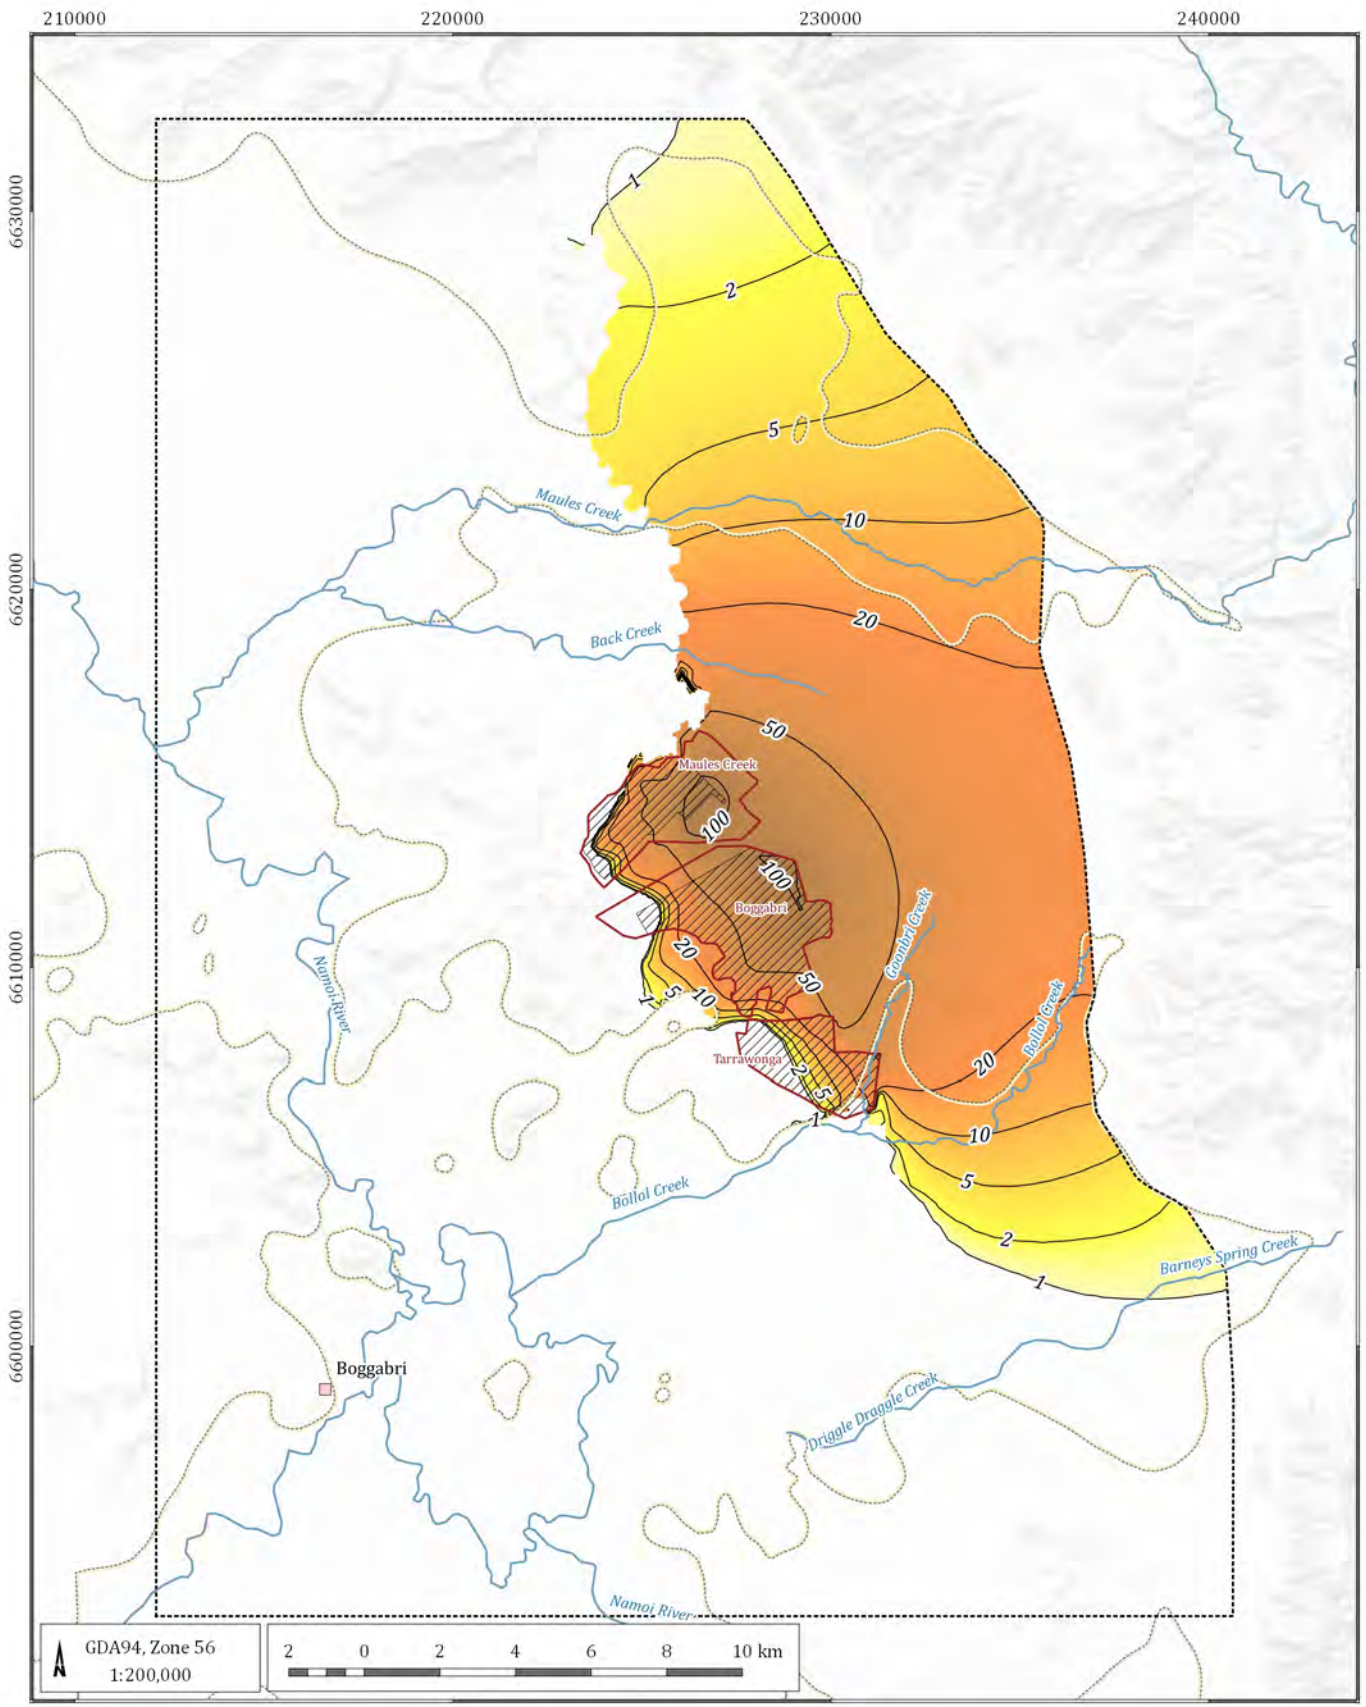 210000
220000
230000
240000
6630000
6620000
6610000
6600000
1
2
5
Maules Creek
10
20
Back Creek
50
Maules Creek
100
100
Boggabri
Goonbri Creek
20
50
Namoi River
1
5
10
Bollol Creek
Tarrawonga
2
20
5
1
10
5
Bollol Creek
2
Barneys Spring Creek
1
Boggabri
Driggle Draggle Creek
Namoi River
GDA94, Zone 56
1:200,000
2 0 2 4 6 8 10 km